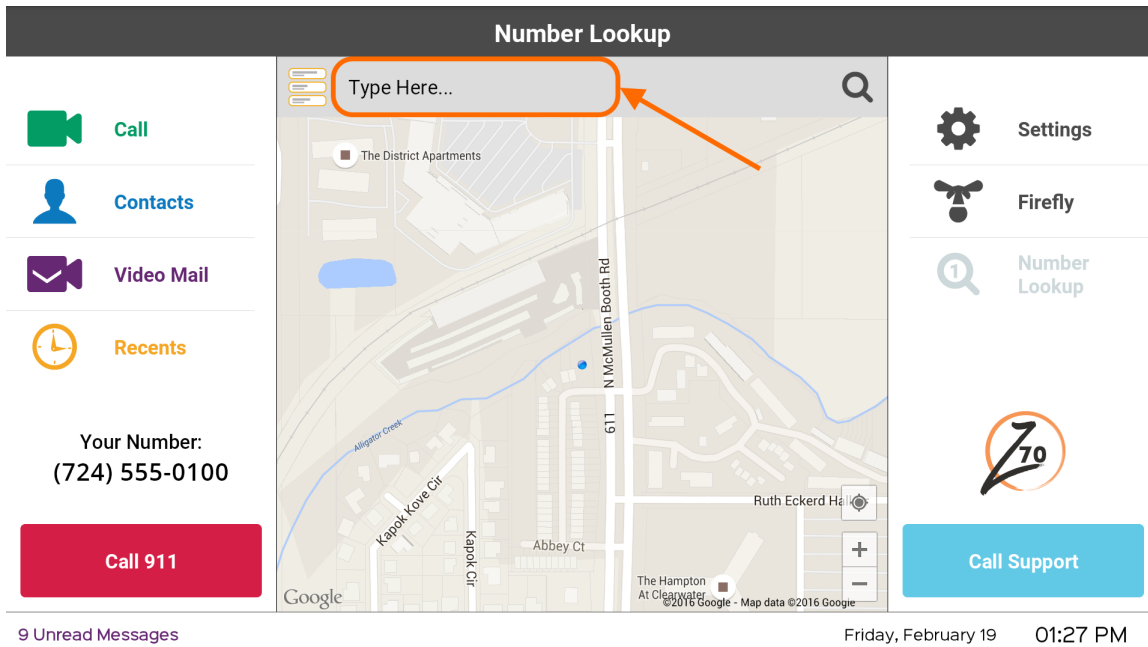 Number Lookup
Type Here...
Call
Contacts
Video Mail
Recents
Your Number:
(724) 555-0100
Call 911
The District Apartments
N McMullen Booth Rd
611
Alligator Creek
Kapok Kove Cir
Kapok Cir
Abbey Ct
Ruth Eckerd Hall
The Hampton
At Clearwater
Google
©2016 Google - Map data ©2016 Google
+
−
Settings
Firefly
1
Number
Lookup
Z
70
Call Support
9 Unread Messages
Friday, February 19
01:27 PM